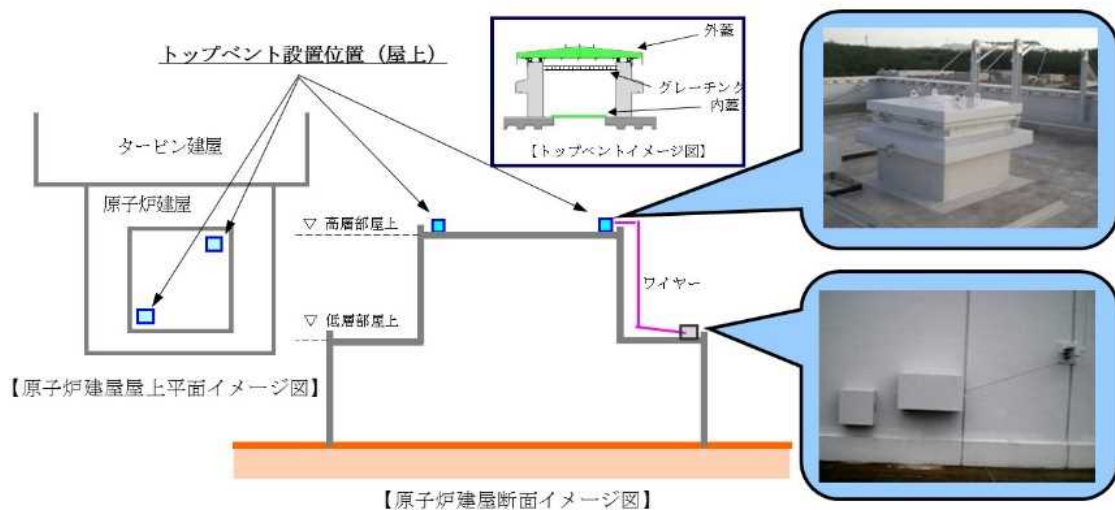 トップベント設置位置（屋上）
外蓋
グレーチング
内蓋
【トップベントイメージ図】
タービン建屋
原子炉建屋
▽ 高層部屋上
ワイヤー
▽ 低層部屋上
【原子炉建屋屋上平面イメージ図】
【原子炉建屋断面イメージ図】